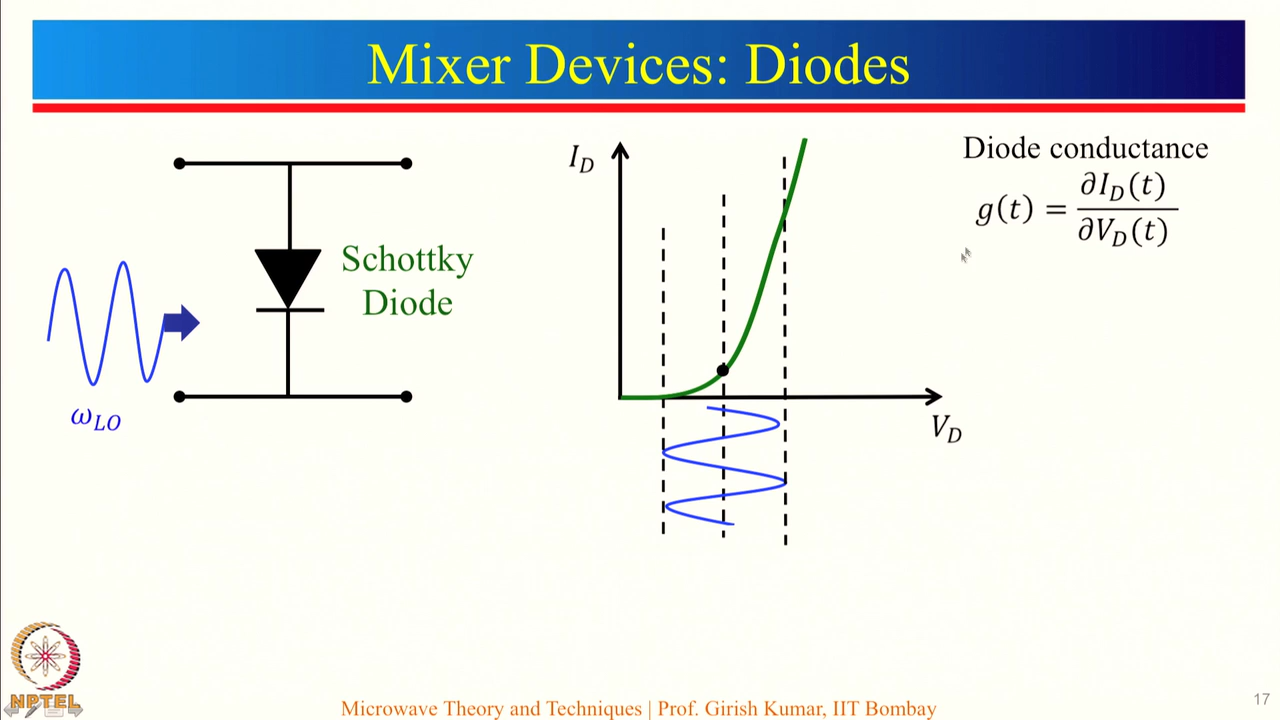 Mixer Devices: Diodes
Schottky
Diode
ω_LO
I_D
V_D
Diode conductance
g(t) = ∂I_D(t) / ∂V_D(t)
NPTEL
Microwave Theory and Techniques | Prof. Girish Kumar, IIT Bombay
17